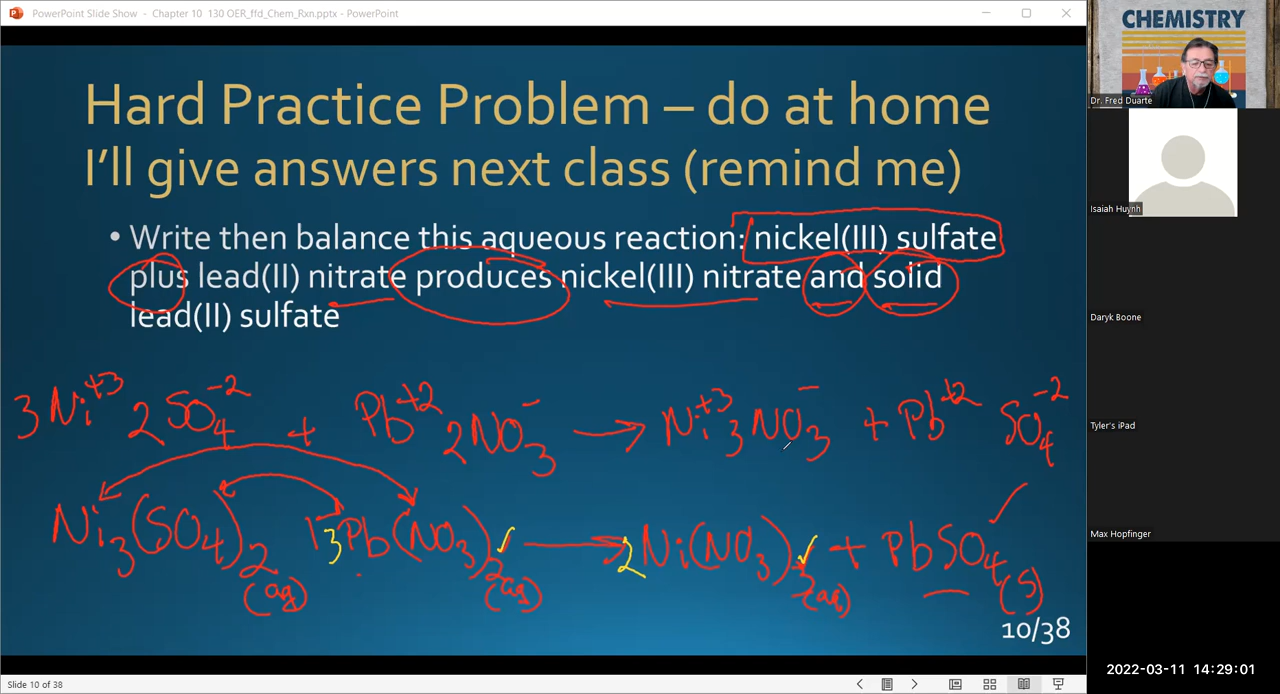 PowerPoint Slide Show - Chapter 10 130 OER_ffd_Chem_Rxn.pptx - PowerPoint
CHEMISTRY
Dr. Fred Duarte
Isaiah Huynh
Daryk Boone
Tyler's iPad
Max Hopfinger
Hard Practice Problem – do at home
I'll give answers next class (remind me)
• Write then balance this aqueous reaction: nickel(III) sulfate
plus lead(II) nitrate produces nickel(III) nitrate and solid
lead(II) sulfate
3Ni+3 2SO4-2 + Pb+2 2NO3- → Ni+3 3NO3- + Pb+2 SO4-2
Ni3(SO4)2(aq) 3Pb(NO3)2(aq) → 2Ni(NO3) (aq) + PbSO4(s)
10/38
Slide 10 of 38
2022-03-11 14:29:01